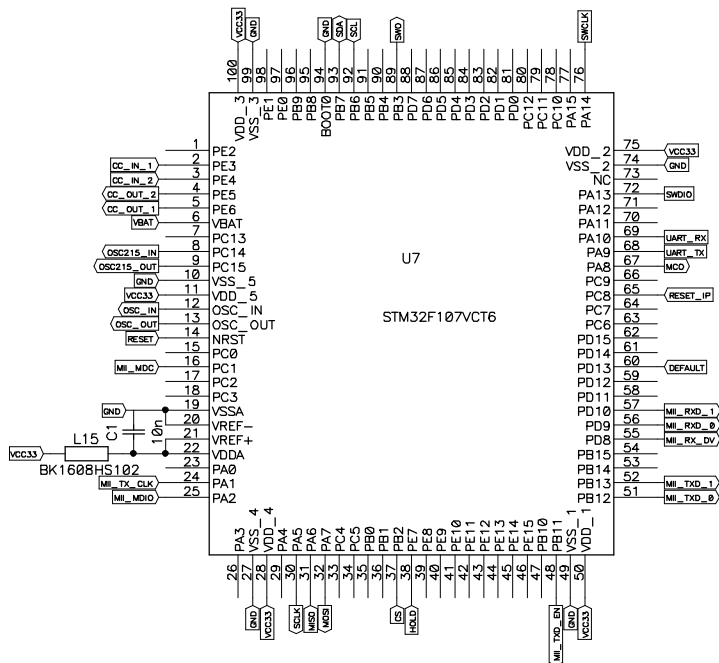 VCC33 GND GND SDA SCL SWO SWCLK
100 99 98 97 96 95 94 93 92 91 90 89 88 87 86 85 84 83 82 81 80 79 78 77 76
VDD_3 VSS_3 PE1 PE0 PB9 PB8 BOOT0 PB7 PB6 PB5 PB4 PB3 PD7 PD6 PD5 PD4 PD3 PD2 PD1 PD0 PC12 PC11 PC10 PA15 PA14
1 PE2
CC_IN_1 2 PE3
CC_IN_2 3 PE4
CC_OUT_2 4 PE5
CC_OUT_1 5 PE6
VBAT 6 VBAT
7 PC13
OSC215_IN 8 PC14
OSC215_OUT 9 PC15
GND 10 VSS_5
VCC33 11 VDD_5
OSC_IN 12 OSC_IN
OSC_OUT 13 OSC_OUT
RESET 14 NRST
15 PC0
MII_MDC 16 PC1
17 PC2
18 PC3
GND 19 VSSA
20 VREF-
21 VREF+
22 VDDA
23 PA0
MII_TX_CLK 24 PA1
MII_MDIO 25 PA2
C1
10n
VCC33
L15
BK1608HS102
U7
STM32F107VCT6
VDD_2 75 VCC33
VSS_2 74 GND
NC 73
PA13 72 SWDIO
PA12 71
PA11 70
PA10 69 UART_RX
PA9 68 UART_TX
PA8 67 MCO
PC9 66
PC8 65 RESET_IP
PC7 64
PC6 63
PD15 62
PD14 61
PD13 60 DEFAULT
PD12 59
PD11 58
PD10 57 MII_RXD_1
PD9 56 MII_RXD_0
PD8 55 MII_RX_DV
PB15 54
PB14 53
PB13 52 MII_TXD_1
PB12 51 MII_TXD_0
PA3 VSS_4 VDD_4 PA4 PA5 PA6 PA7 PC4 PC5 PB0 PB1 PB2 PE7 PE8 PE9 PE10 PE11 PE12 PE13 PE14 PE15 PB10 PB11 VSS_1 VDD_1
26 27 28 29 30 31 32 33 34 35 36 37 38 39 40 41 42 43 44 45 46 47 48 49 50
GND VCC33 SCLK MISO MOSI CS HOLD MII_TXD_EN GND VCC33